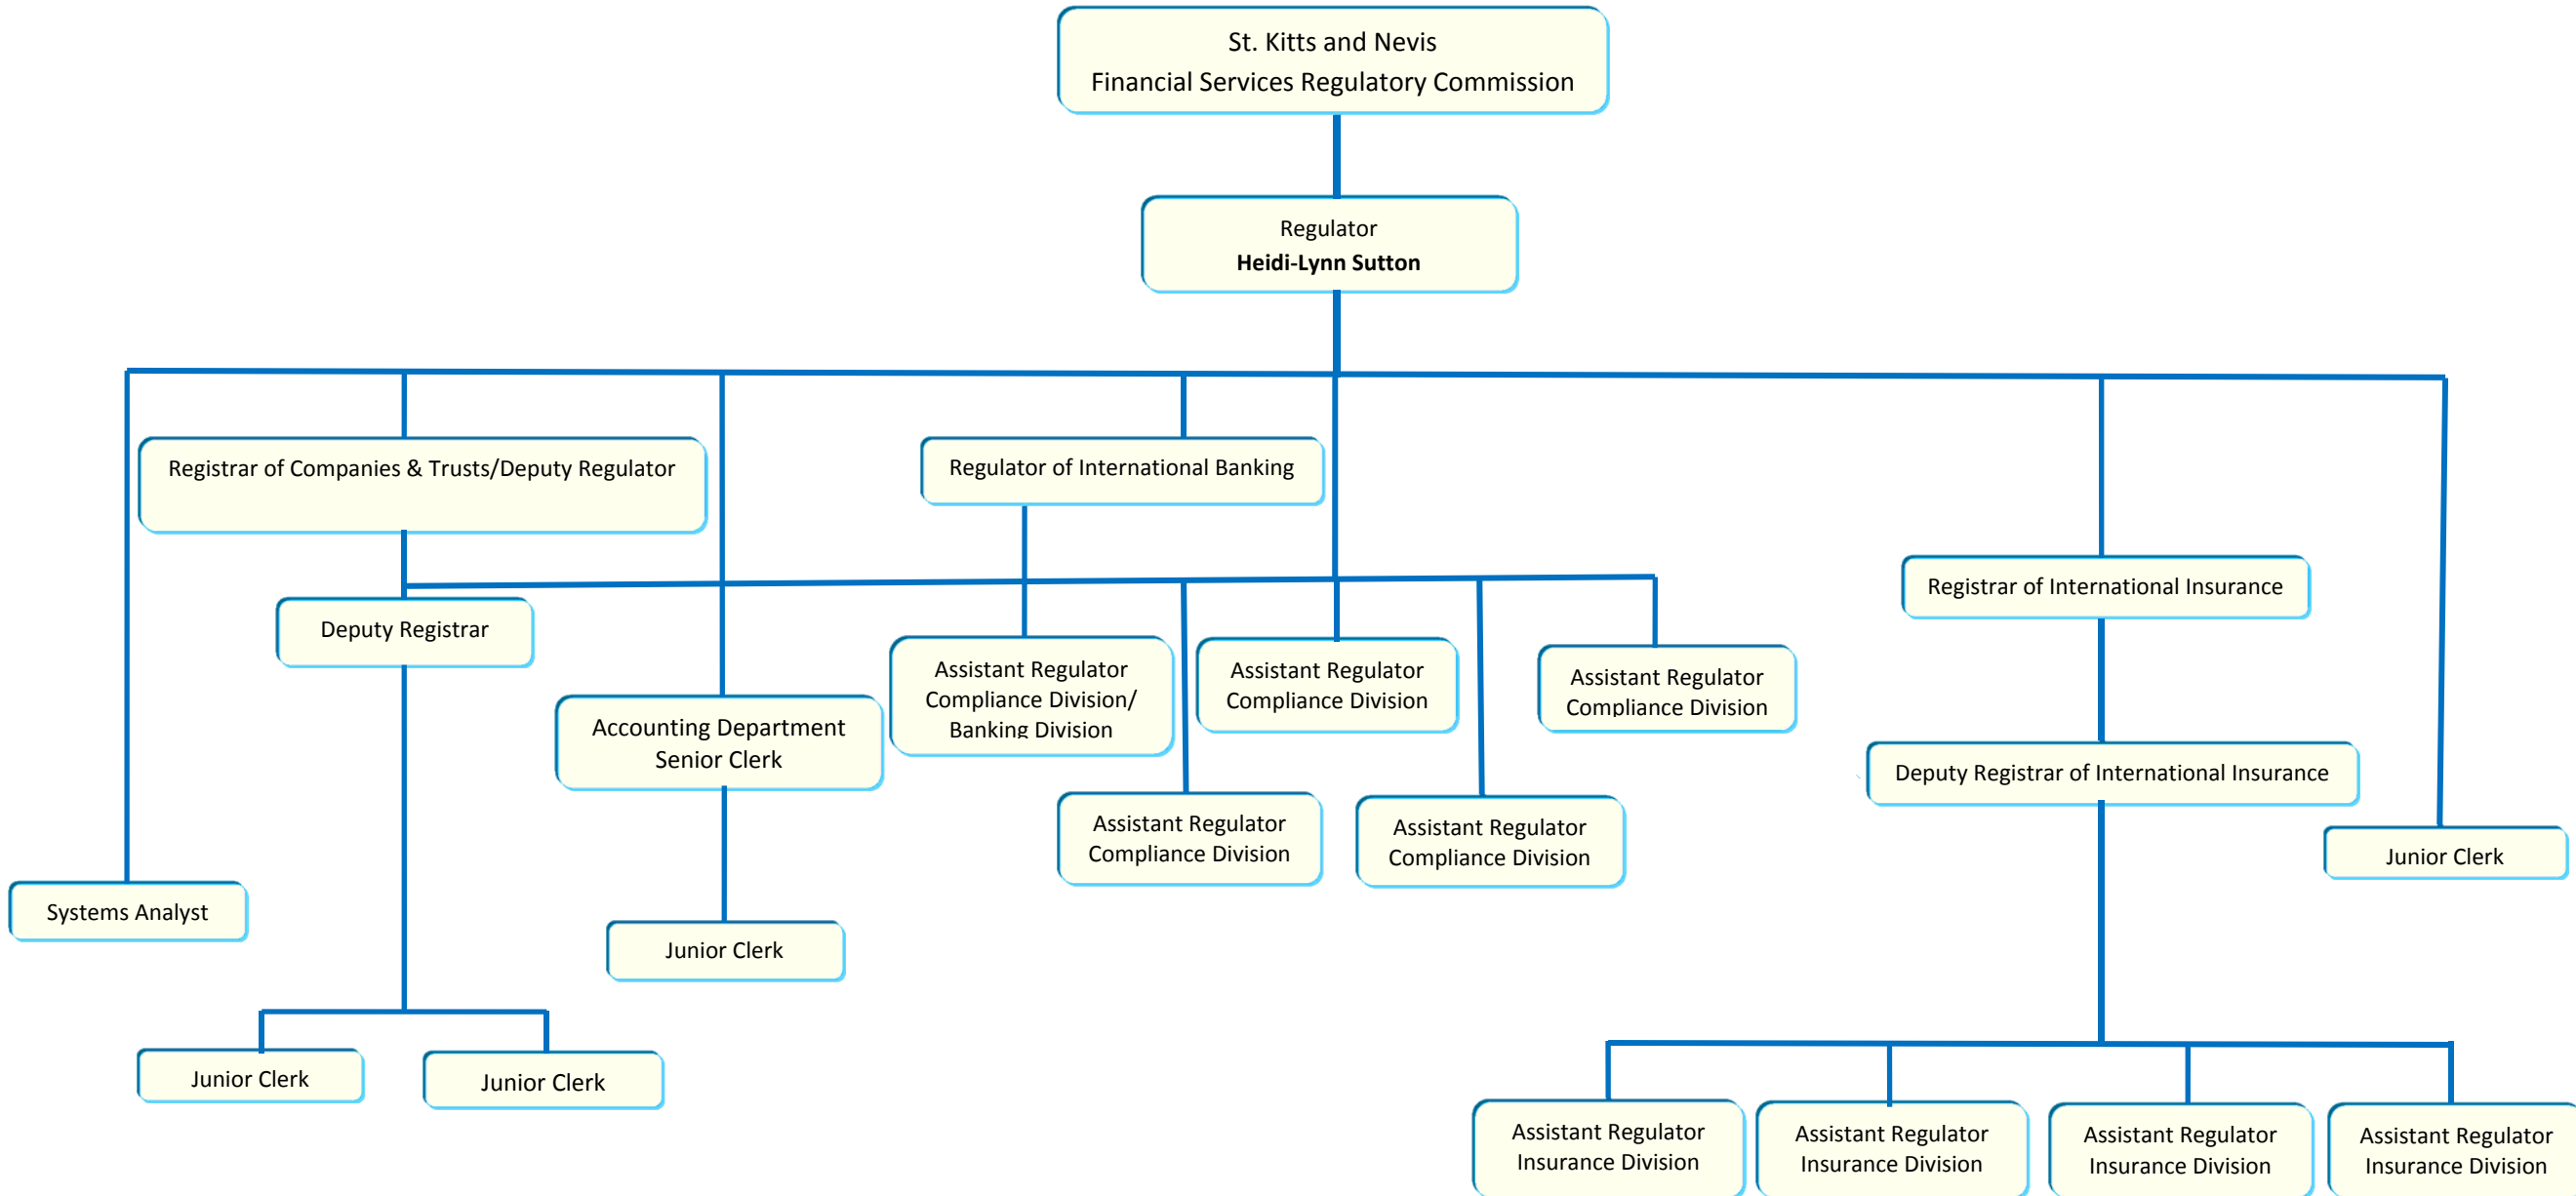 St. Kitts and Nevis
Financial Services Regulatory Commission
Regulator
Heidi-Lynn Sutton
Registrar of Companies & Trusts/Deputy Regulator
Regulator of International Banking
Registrar of International Insurance
Deputy Registrar
Assistant Regulator
Compliance Division/
Banking Division
Assistant Regulator
Compliance Division
Assistant Regulator
Compliance Division
Accounting Department
Senior Clerk
Deputy Registrar of International Insurance
Assistant Regulator
Compliance Division
Assistant Regulator
Compliance Division
Junior Clerk
Systems Analyst
Junior Clerk
Junior Clerk
Junior Clerk
Assistant Regulator
Insurance Division
Assistant Regulator
Insurance Division
Assistant Regulator
Insurance Division
Assistant Regulator
Insurance Division